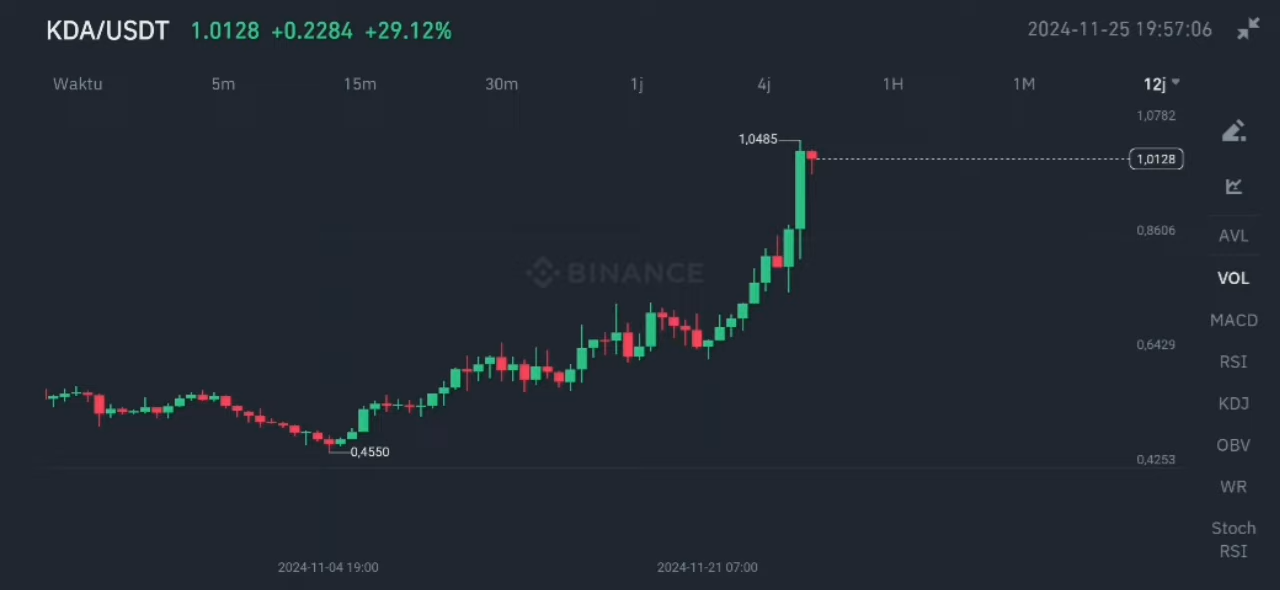 KDA/USDT 1.0128 +0.2284 +29.12% 2024-11-25 19:57:06
Waktu 5m 15m 30m 1j 4j 1H 1M 12j
1,0782
1,0485
1,0128
0,8606
AVL
BINANCE
VOL
MACD
0,6429
RSI
KDJ
OBV
0,4550
0,4253
WR
Stoch
RSI
2024-11-04 19:00 2024-11-21 07:00